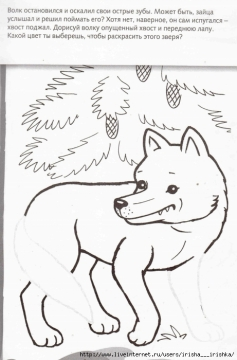 Волк остановился и оскалил свои острые зубы. Может быть, зайца
услышал и решил поймать его? Хотя нет, наверное, он сам испугался –
хвост поджал. Дорисуй волку опущенный хвост и переднюю лапу.
Какой цвет ты выберешь, чтобы раскрасить этого зверя?
http://www.liveinternet.ru/users/irisha___irishka/